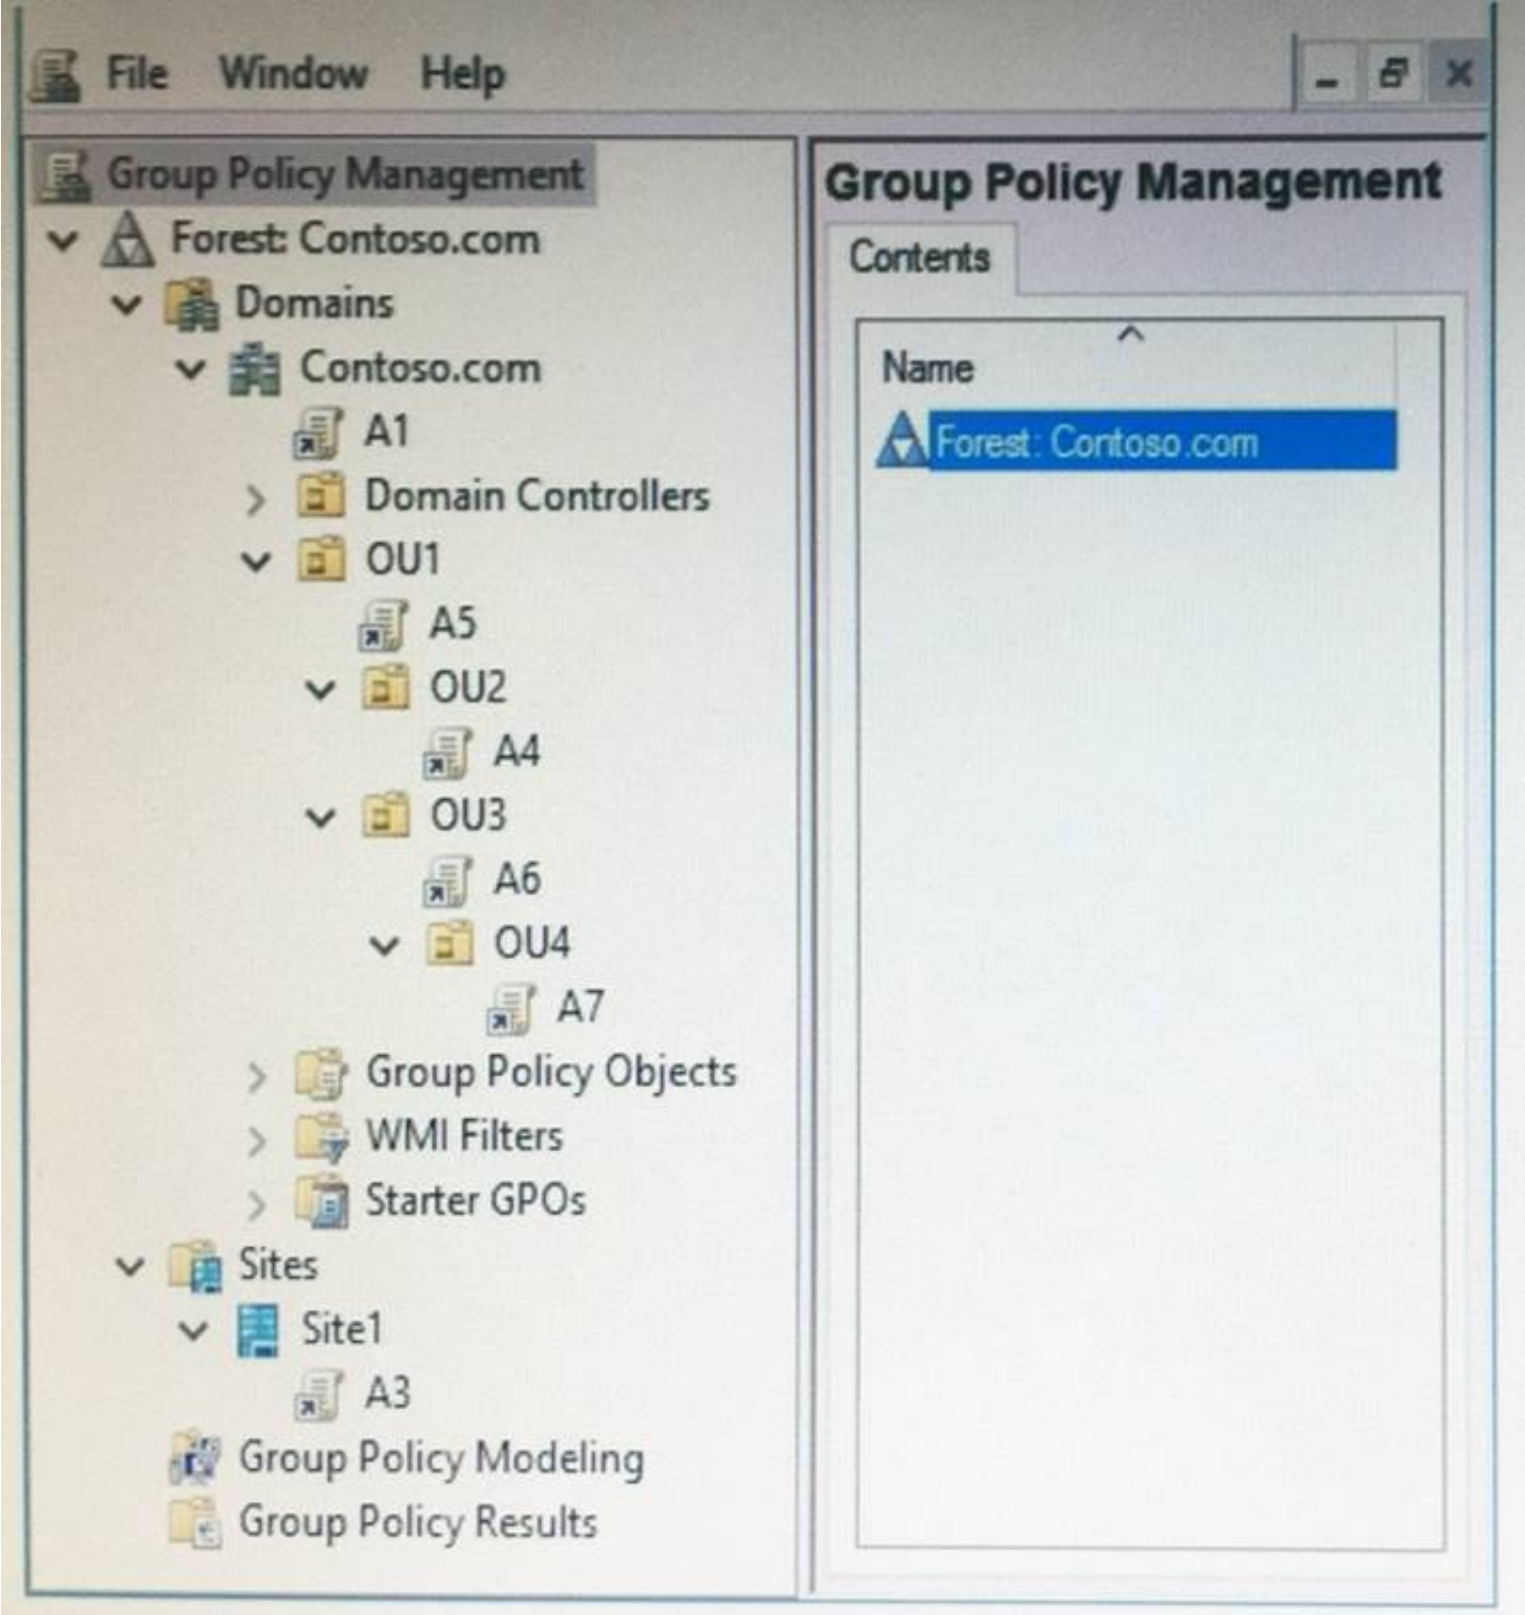 File Window Help
Group Policy Management
Forest: Contoso.com
Domains
Contoso.com
A1
Domain Controllers
OU1
A5
OU2
A4
OU3
A6
OU4
A7
Group Policy Objects
WMI Filters
Starter GPOs
Sites
Site1
A3
Group Policy Modeling
Group Policy Results
Group Policy Management
Contents
Name
Forest: Contoso.com